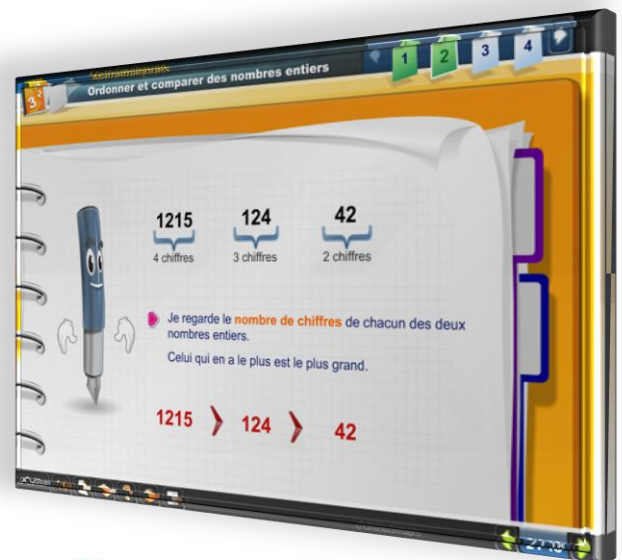 1 2 3 4
Ordonner et comparer des nombres entiers
1215 124 42
4 chiffres 3 chiffres 2 chiffres
Je regarde le nombre de chiffres de chacun des deux
nombres entiers.
Celui qui en a le plus est le plus grand.
1215 > 124 > 42